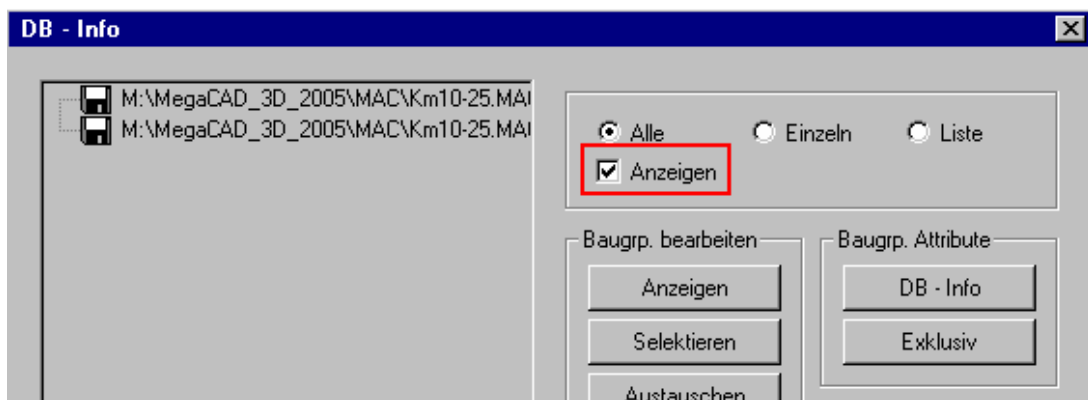 DB - Info
M:\MegaCAD_3D_2005\MAC\Km10-25.MA
M:\MegaCAD_3D_2005\MAC\Km10-25.MA
Alle Einzeln Liste
Anzeigen
Baugrp. bearbeiten Baugrp. Attribute
Anzeigen DB - Info
Selektieren Exklusiv
Austauschen